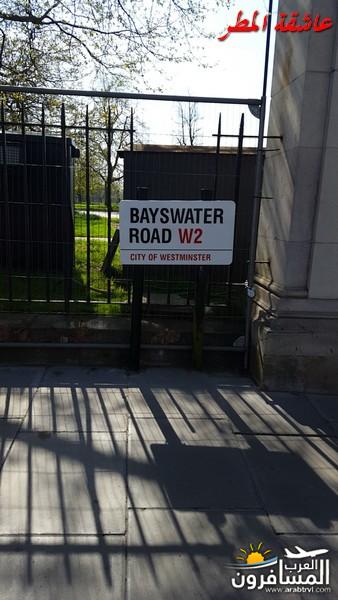 عاشقة المطر
BAYSWATER
ROAD W2
CITY OF WESTMINSTER
العرب
المسافرون
www.arabtrvl.com